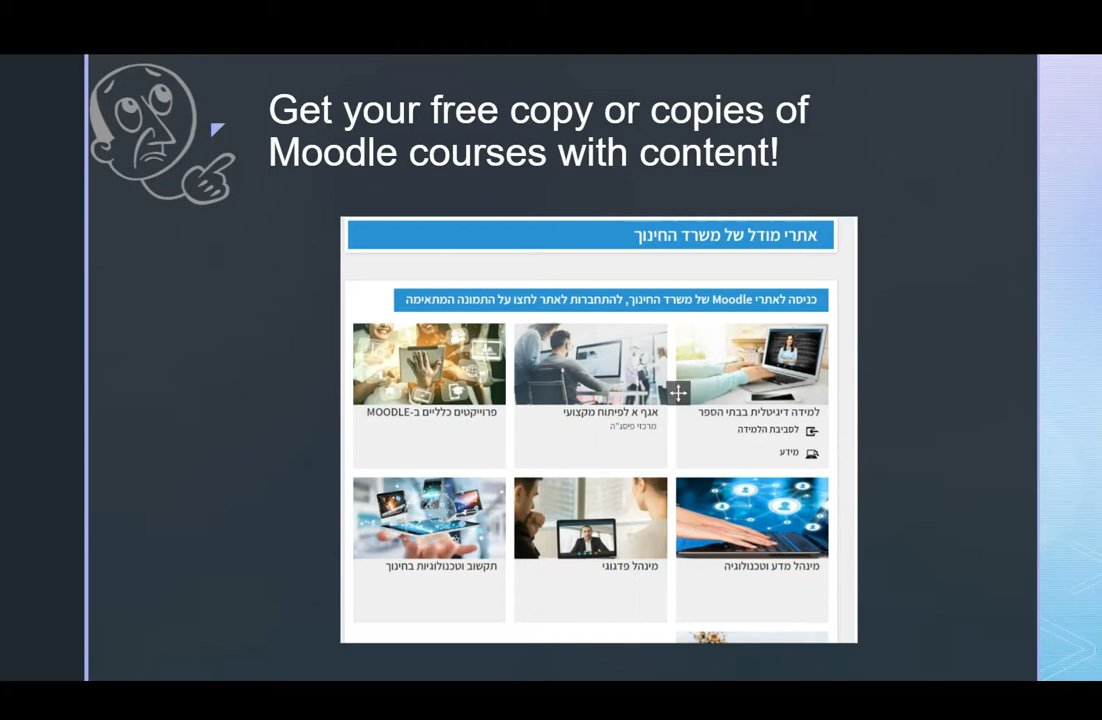 Get your free copy or copies of
Moodle courses with content!
אתרי מודל של משרד החינוך
כניסה לאתרי Moodle של משרד החינוך, להתחברות לאתר לחצו על התמונה המתאימה
למידה דיגיטלית בבתי הספר
לסביבת הלמידה
מידע
אגף א לפיתוח מקצועי
מרכזי פיסג"ה
פרוייקטים כלליים ב-MOODLE
מינהל מדע וטכנולוגיה
מינהל פדגוגי
תקשוב וטכנולוגיות בחינוך